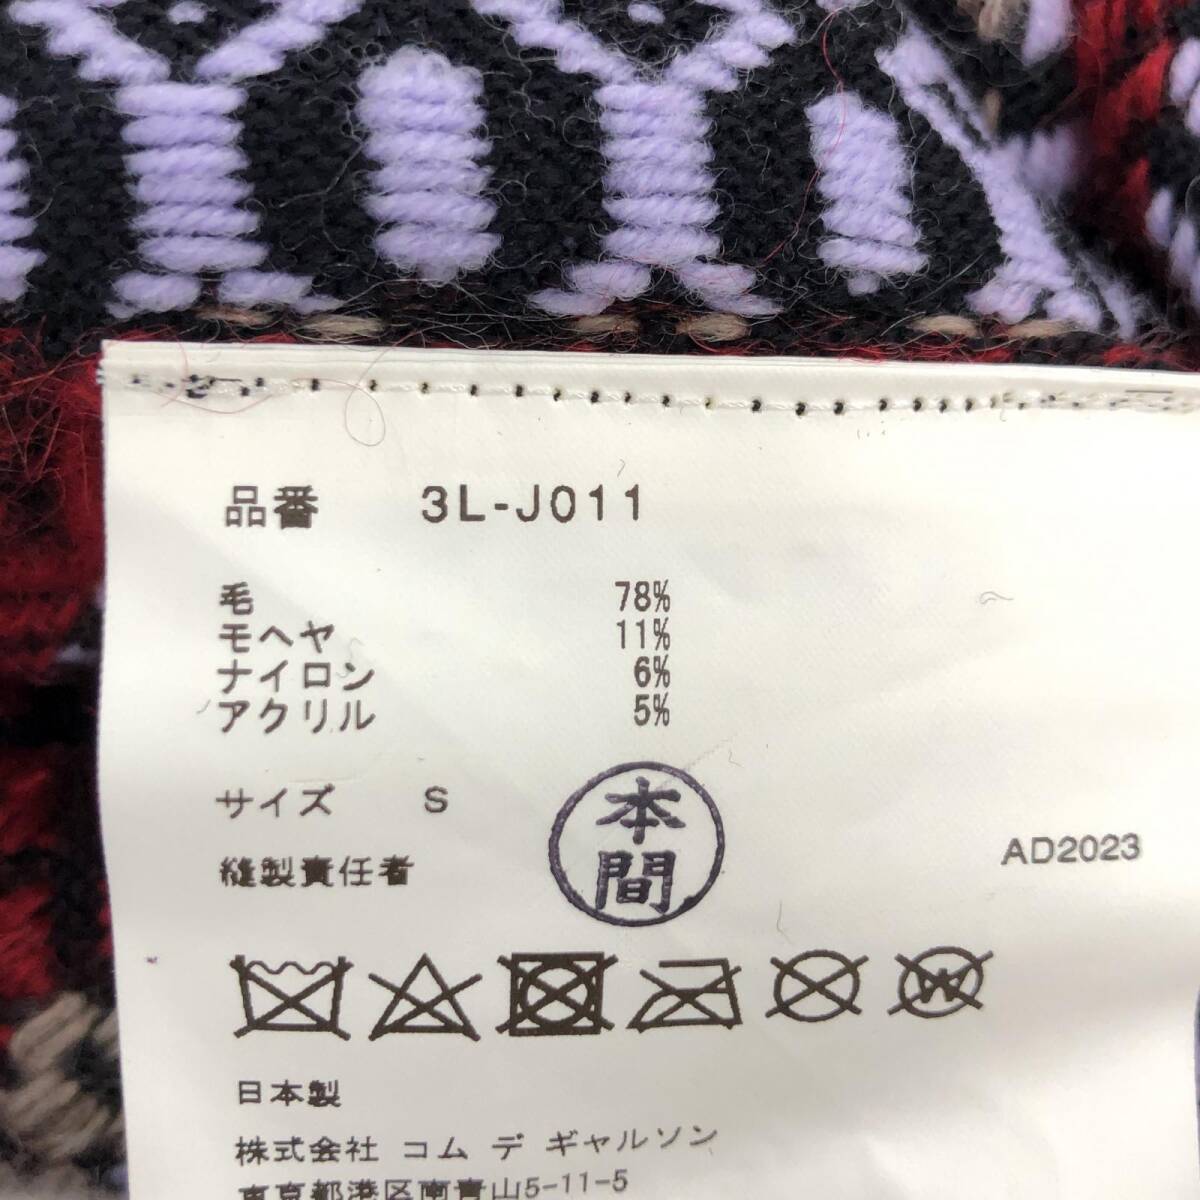 品番 3L-J011
毛 78%
モヘヤ 11%
ナイロン 6%
アクリル 5%
サイズ S
縫製責任者 本間
AD2023
W
日本製
株式会社 コム デ ギャルソン
東京都港区南青山5-11-5